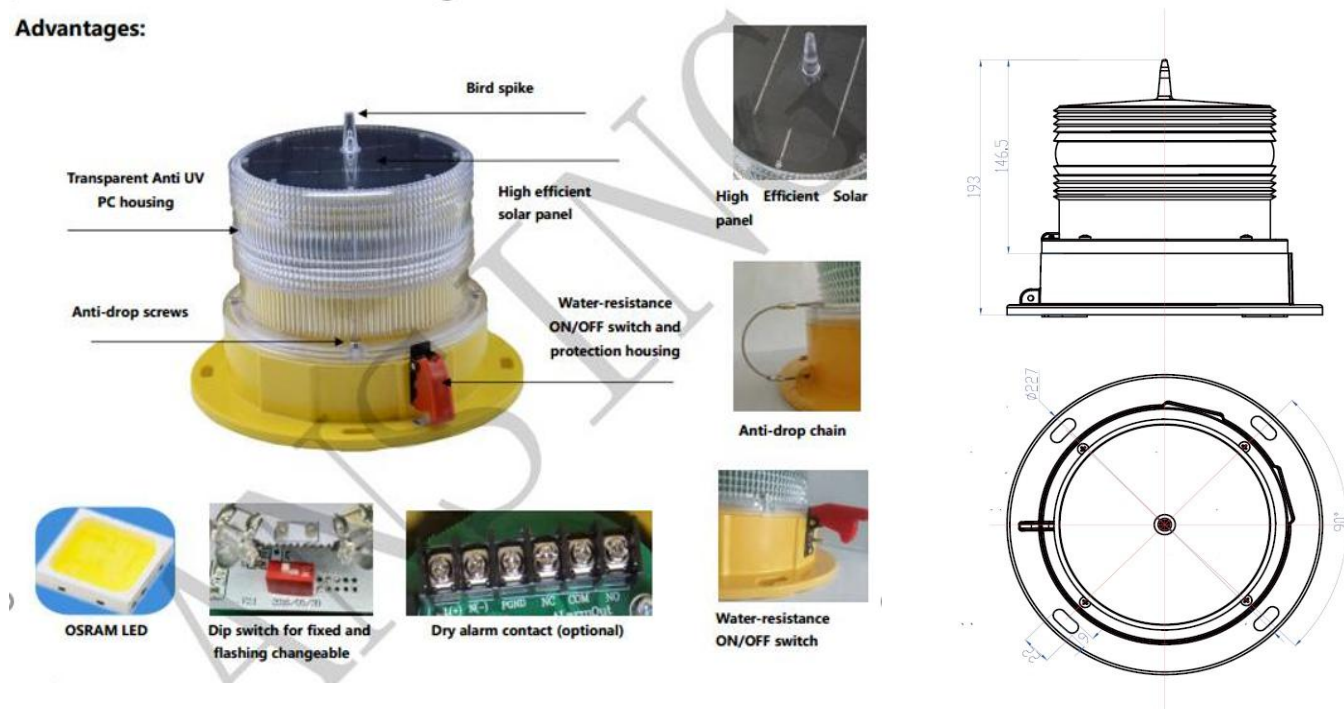 Advantages:
Bird spike
Transparent Anti UV
PC housing
High efficient
solar panel
Anti-drop screws
Water-resistance
ON/OFF switch and
protection housing
High Efficient Solar
panel
Anti-drop chain
Water-resistance
ON/OFF switch
OSRAM LED
Dip switch for fixed and
flashing changeable
Dry alarm contact (optional)
N(-) PGND NC COM NO
AlarmOut
ANSING
193
146.5
ø227
90°
22